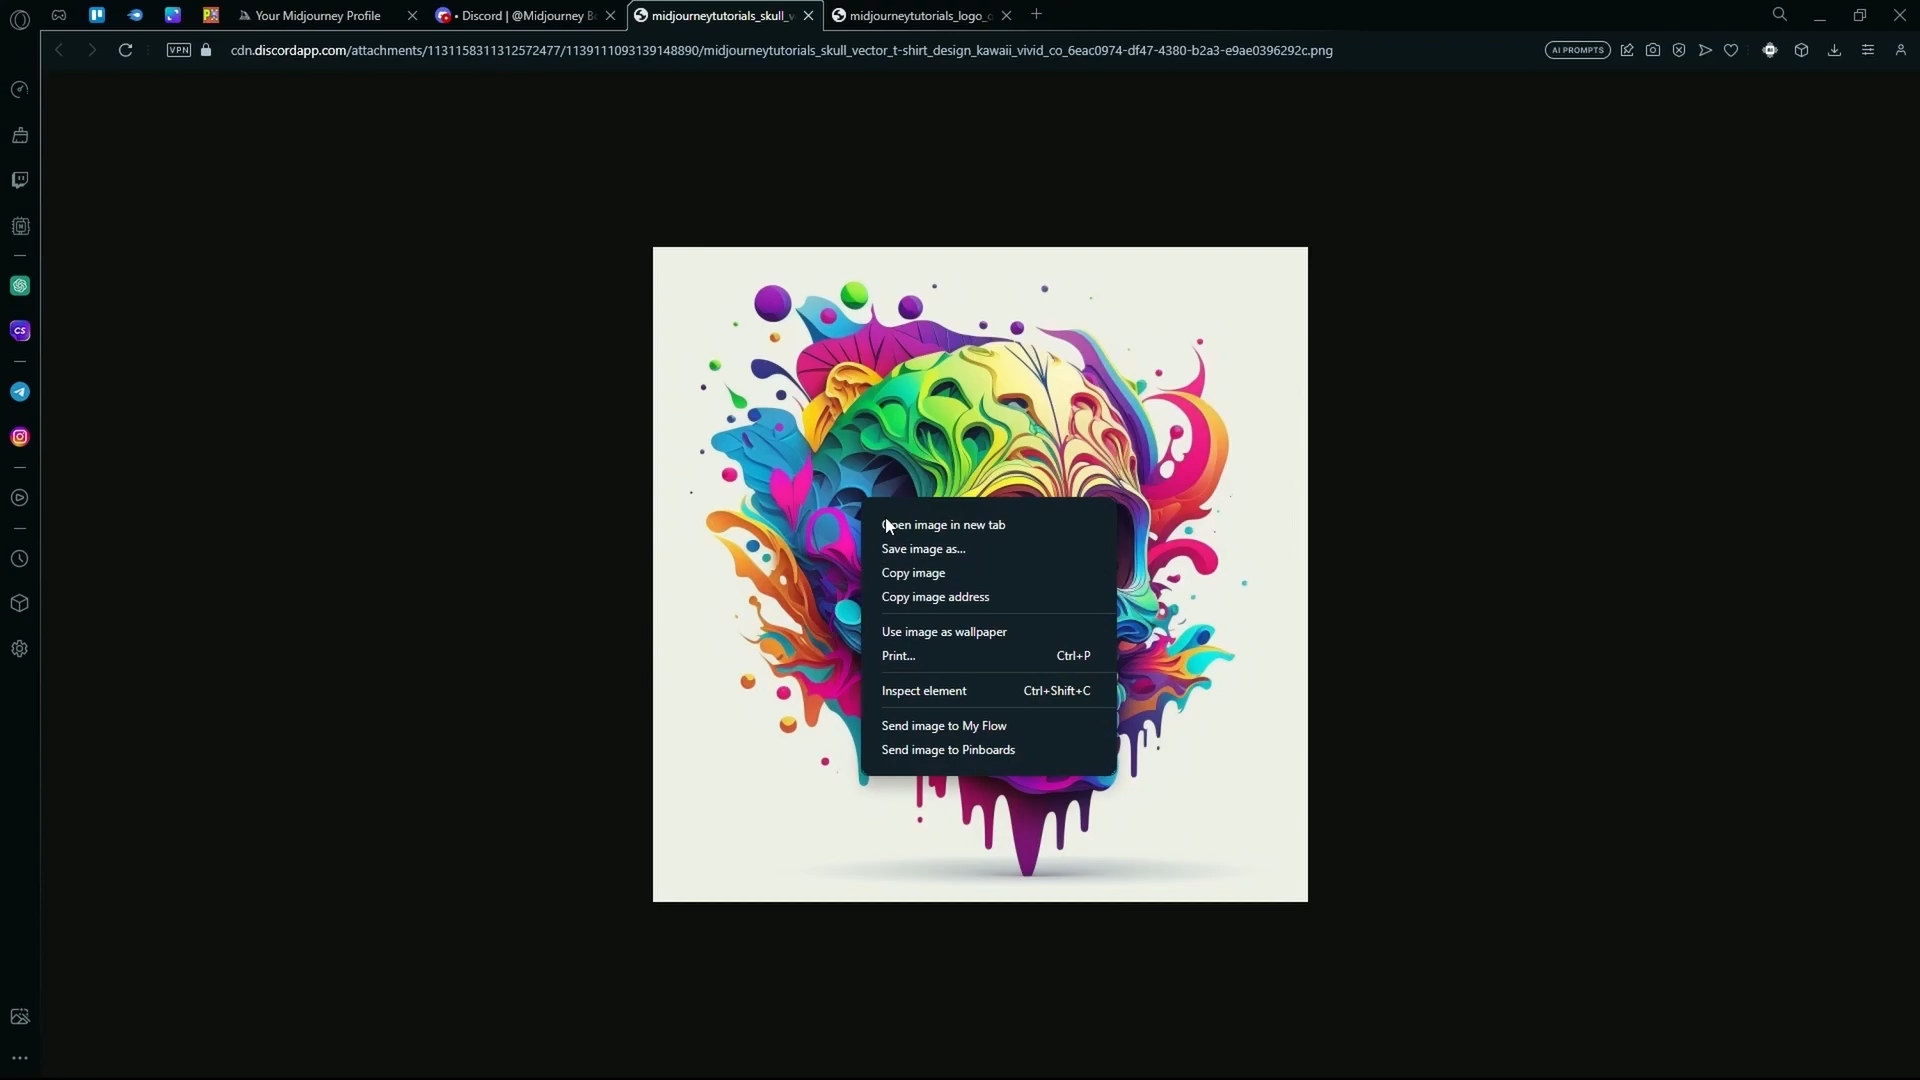 Your Midjourney Profile
• Discord | @Midjourney B
midjourneytutorials_skull_v
midjourneytutorials_logo_
VPN
cdn.discordapp.com/attachments/1131158311312572477/1139111093139148890/midjourneytutorials_skull_vector_t-shirt_design_kawaii_vivid_co_6eac0974-df47-4380-b2a3-e9ae0396292c.png
AI PROMPTS
CS
Open image in new tab
Save image as...
Copy image
Copy image address
Use image as wallpaper
Print... Ctrl+P
Inspect element Ctrl+Shift+C
Send image to My Flow
Send image to Pinboards